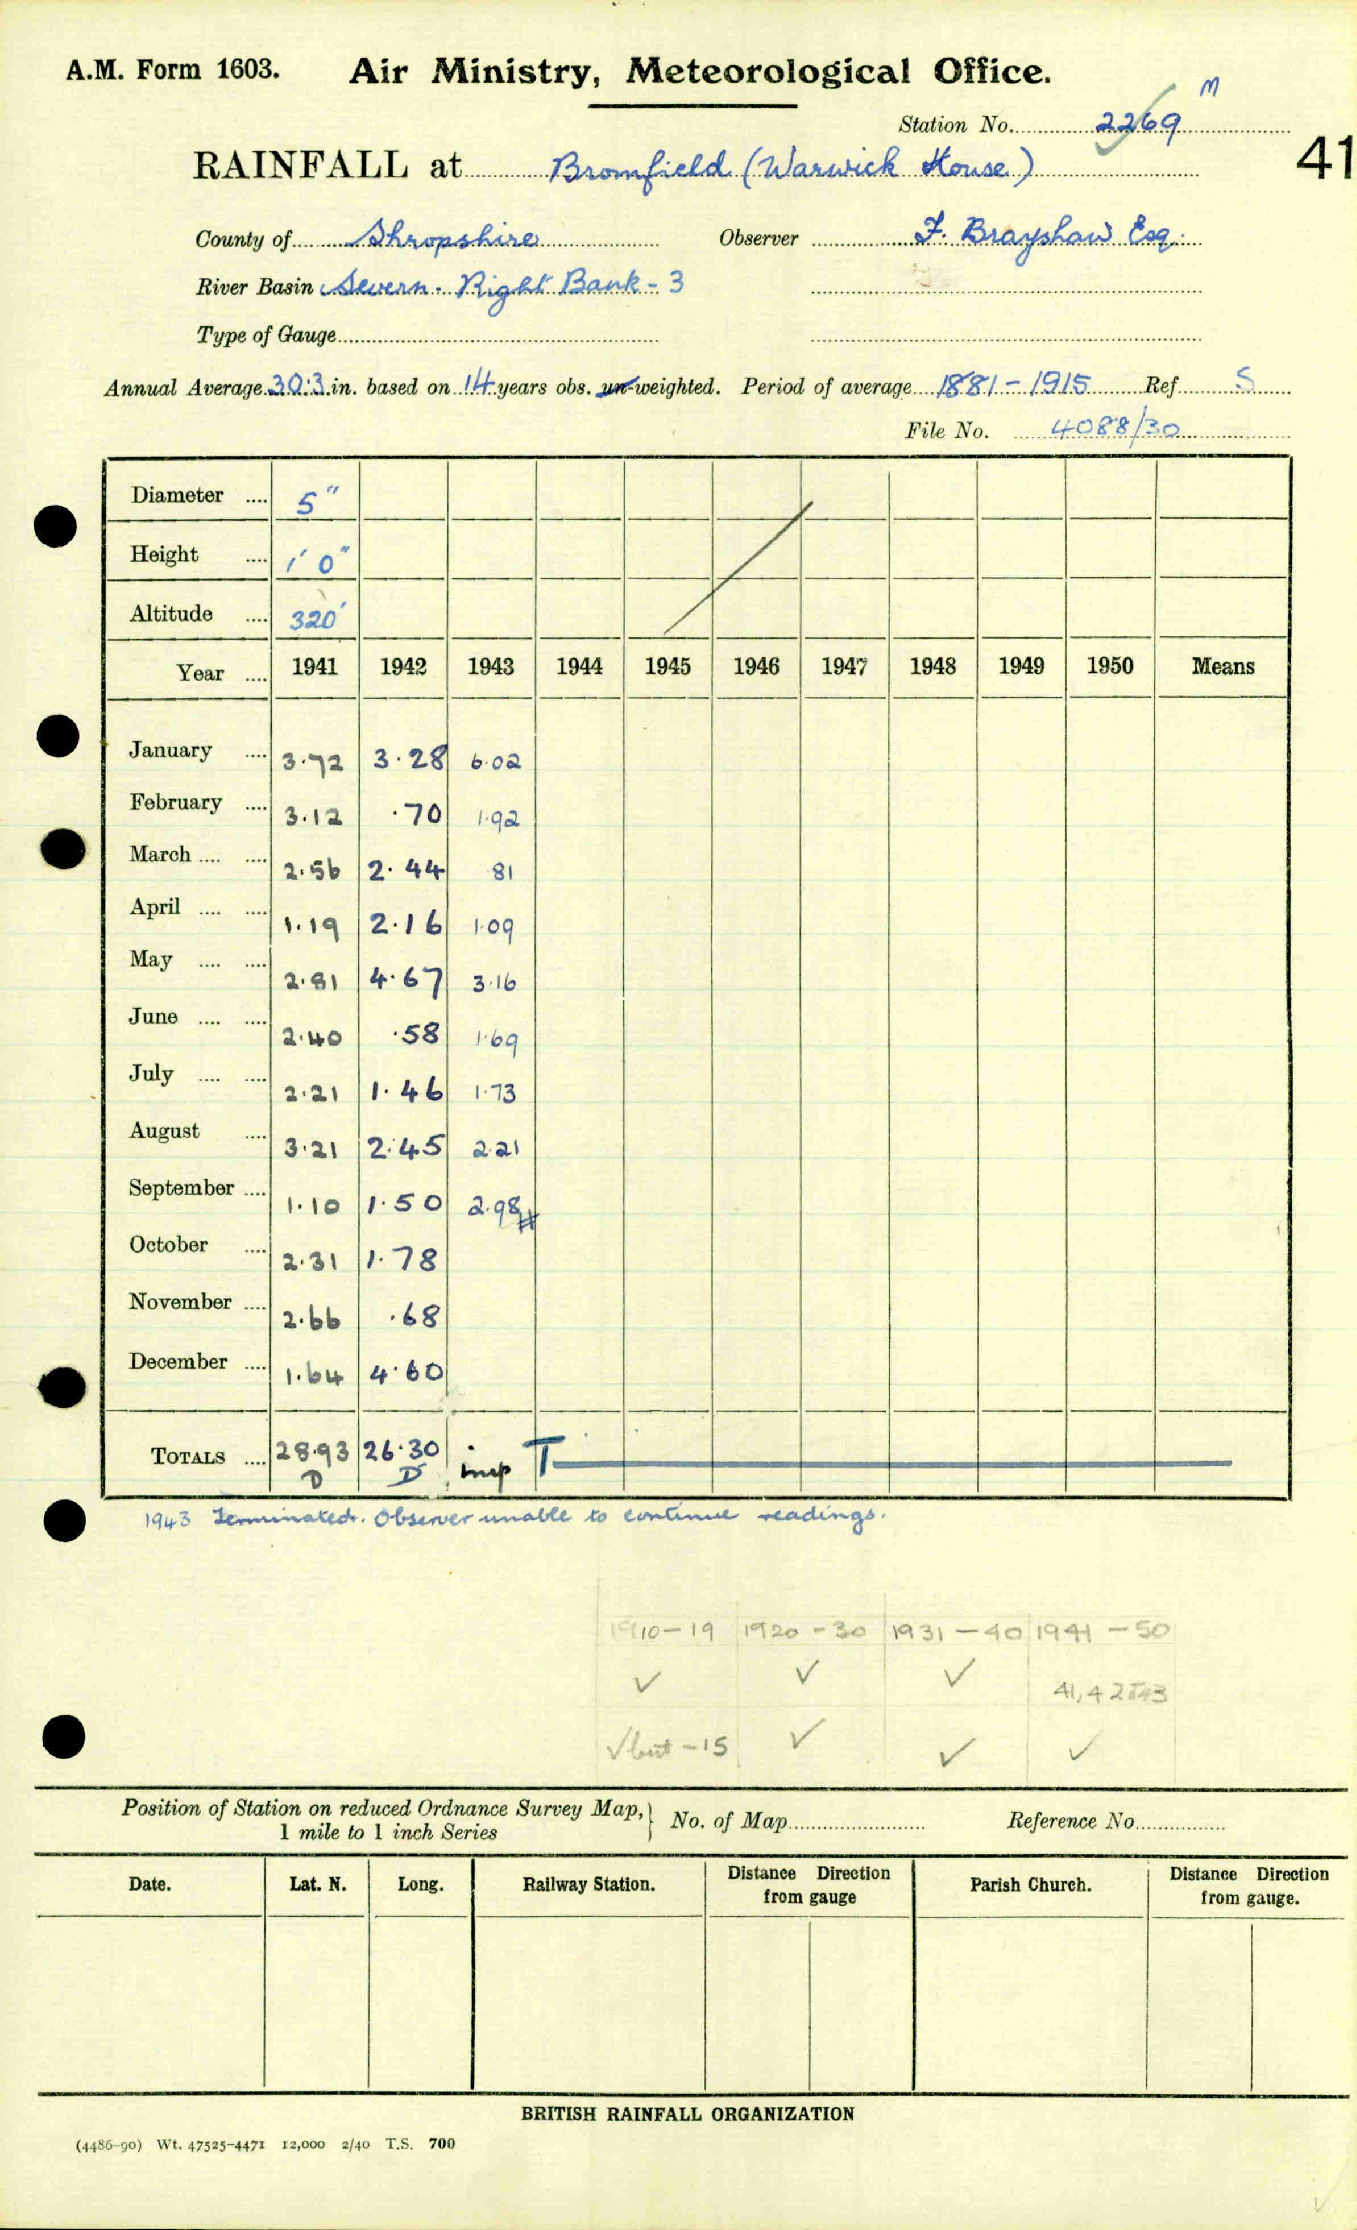 A.M. Form 1603. Air Ministry, Meteorological Office.
M
Station No. 2269
RAINFALL at Bromfield (Warwick House) 41
County of Shropshire Observer F. Brayshaw Esq.
River Basin Severn. Right Bank - 3
Type of Gauge
Annual Average 30.3 in. based on 14 years obs. un-weighted. Period of average 1881-1915 Ref. S
File No. 4088/30
Diameter .... 5"
Height .... 1' 0"
Altitude .... 320'
Year .... 1941 1942 1943 1944 1945 1946 1947 1948 1949 1950 Means
January .... 3.72 3.28 6.02
February .... 3.12 .70 1.92
March .... .... 2.56 2.44 81
April .... .... 1.19 2.16 1.09
May .... .... 2.81 4.67 3.16
June .... .... 2.40 .58 1.69
July .... .... 2.21 1.46 1.73
August .... 3.21 2.45 2.21
September .... 1.10 1.50 2.98 #
October .... 2.31 1.78
November .... 2.66 .68
December .... 1.64 4.60
TOTALS .... 28.93 26.30 inp T
D D
1943 Terminated. Observer unable to continue readings.
1910-19 1920-30 1931-40 1941-50
✓ ✓ ✓ 41, 42 & 43
✓ but -15 ✓ ✓ ✓
Position of Station on reduced Ordnance Survey Map, } No. of Map Reference No.
1 mile to 1 inch Series
Date. Lat. N. Long. Railway Station. Distance Direction from gauge Parish Church. Distance Direction from gauge.
BRITISH RAINFALL ORGANIZATION
(4486-90) Wt. 47525-4471 12,000 2/40 T.S. 700